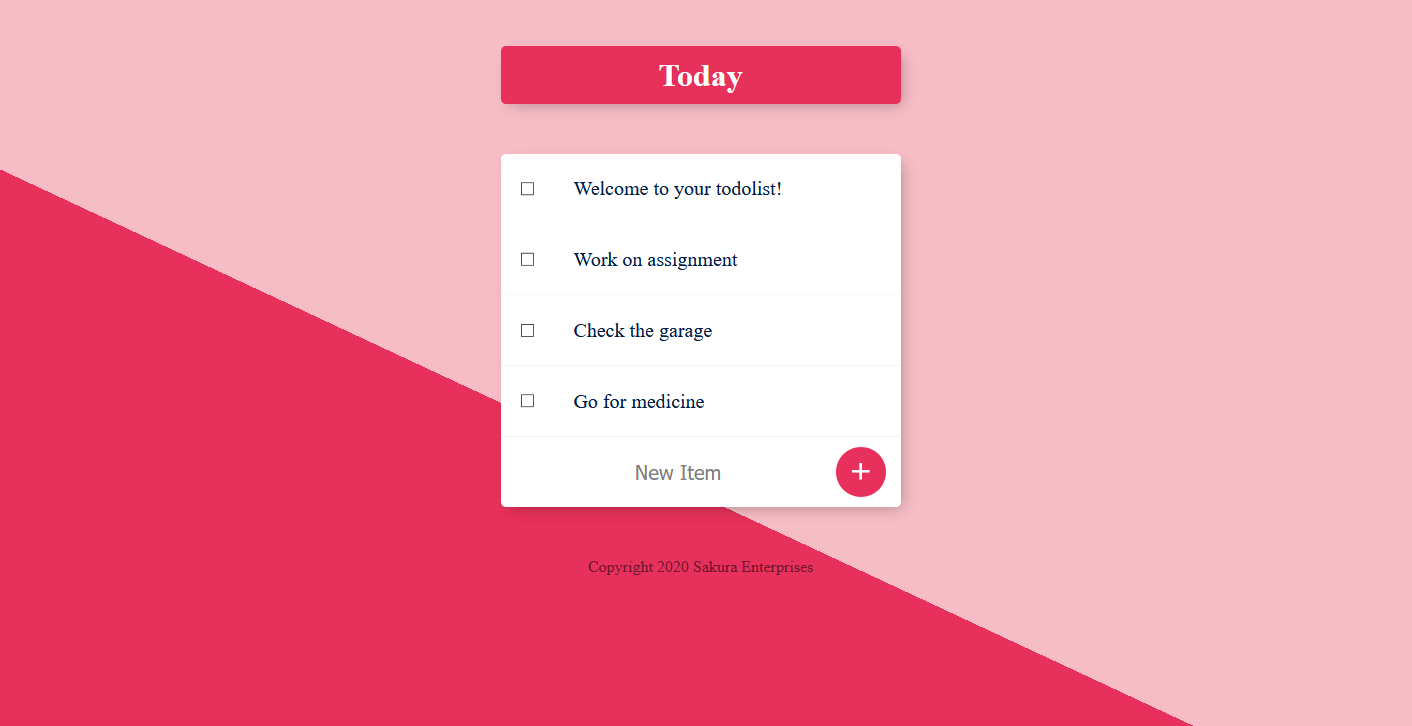 Today
Welcome to your todolist!
Work on assignment
Check the garage
Go for medicine
New Item +
Copyright 2020 Sakura Enterprises